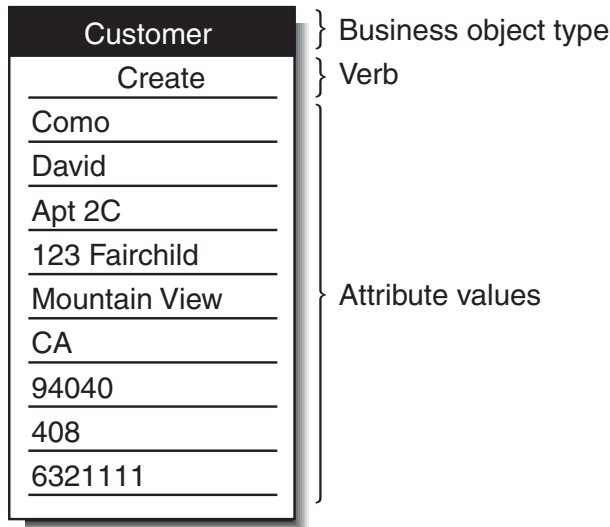 Customer
Business object type
Create
Verb
Como
David
Apt 2C
123 Fairchild
Mountain View
Attribute values
CA
94040
408
6321111